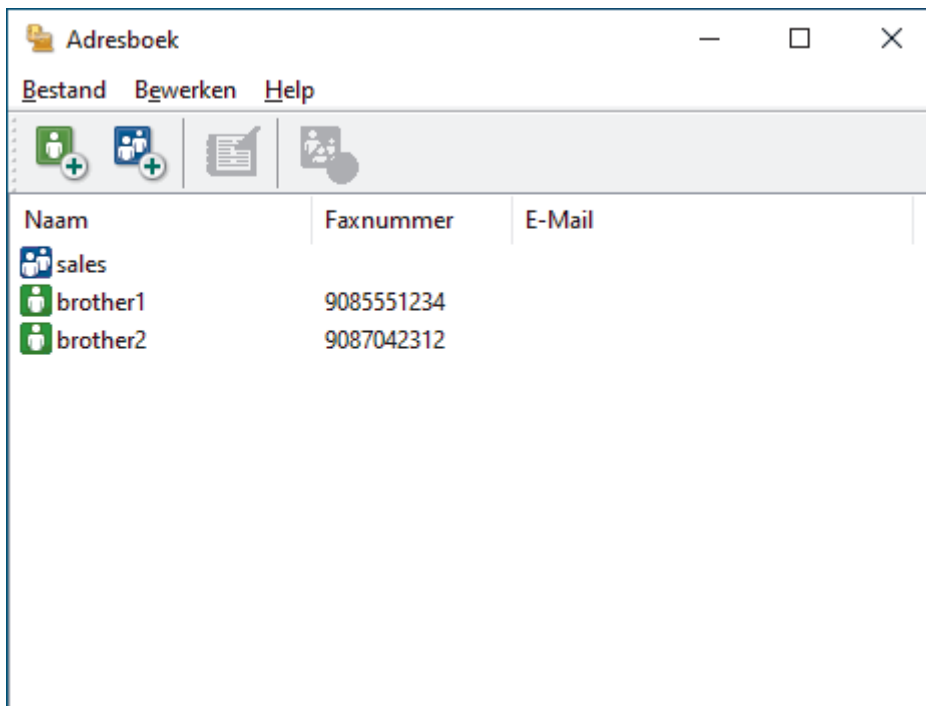 Adresboek
Bestand Bewerken Help
Naam Faxnummer E-Mail
sales
brother1 9085551234
brother2 9087042312